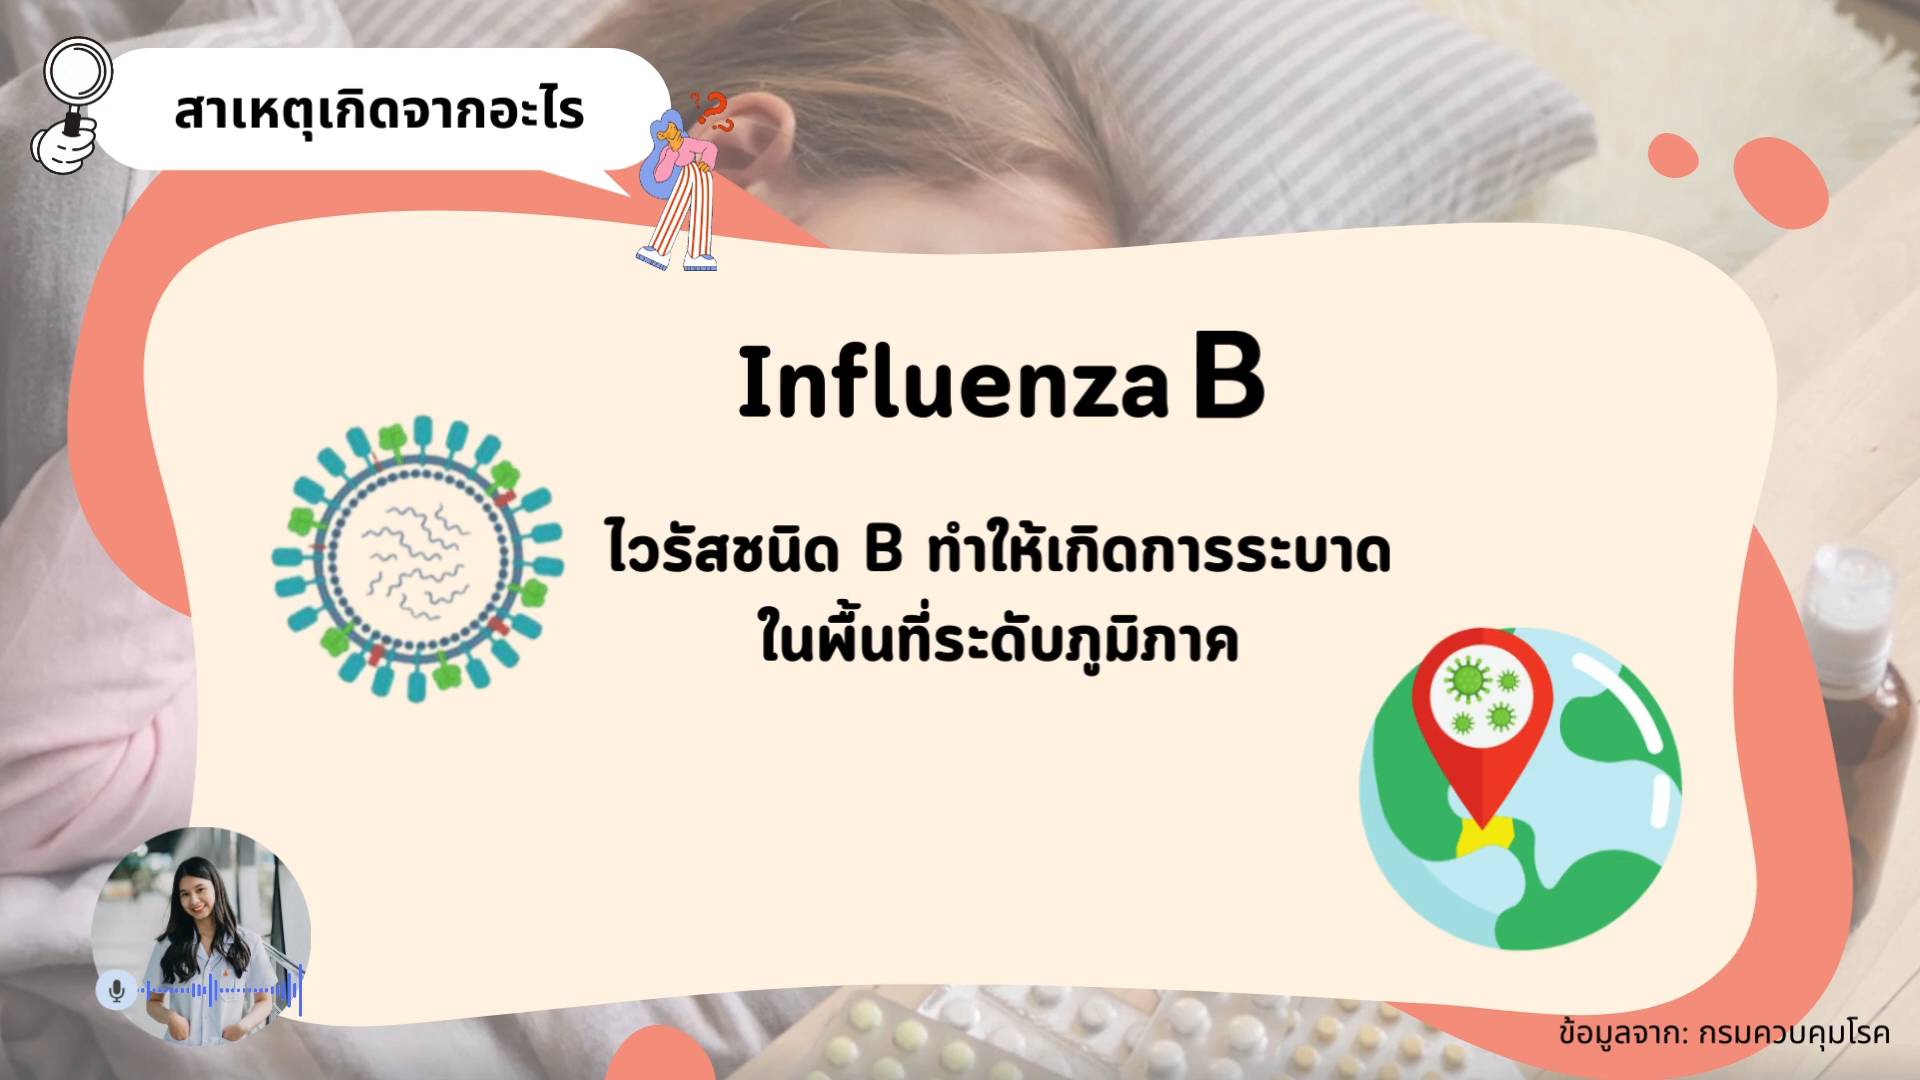 สาเหตุเกิดจากอะไร
???
Influenza B
ไวรัสชนิด B ทำให้เกิดการระบาด
ในพื้นที่ระดับภูมิภาค
ข้อมูลจาก: กรมควบคุมโรค